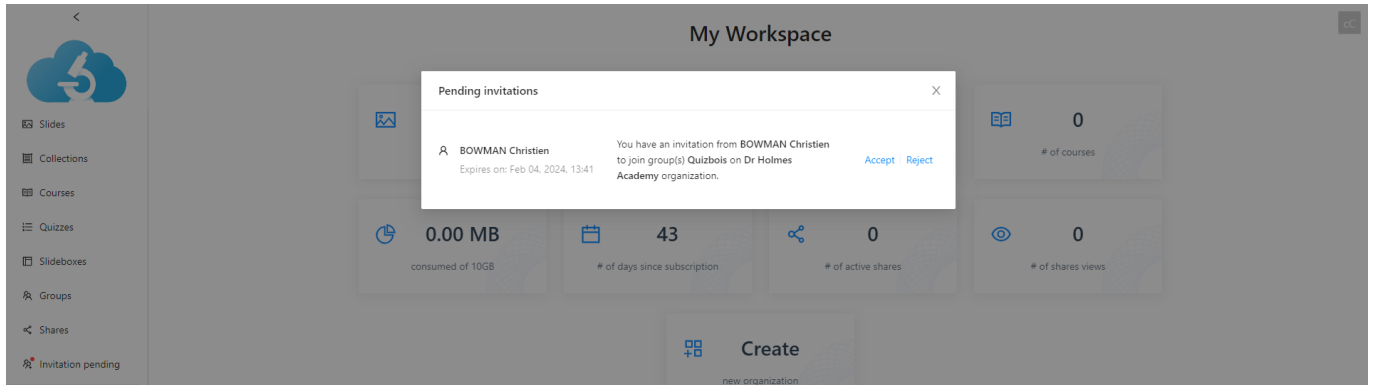 My Workspace
cC
Slides
Collections
Courses
Quizzes
Slideboxes
Groups
Shares
Invitation pending
Pending invitations
BOWMAN Christien
Expires on: Feb 04, 2024, 13:41
You have an invitation from BOWMAN Christien
to join group(s) Quizbois on Dr Holmes
Academy organization.
Accept
Reject
0
# of courses
0.00 MB
consumed of 10GB
43
# of days since subscription
0
# of active shares
0
# of shares views
Create
new organization